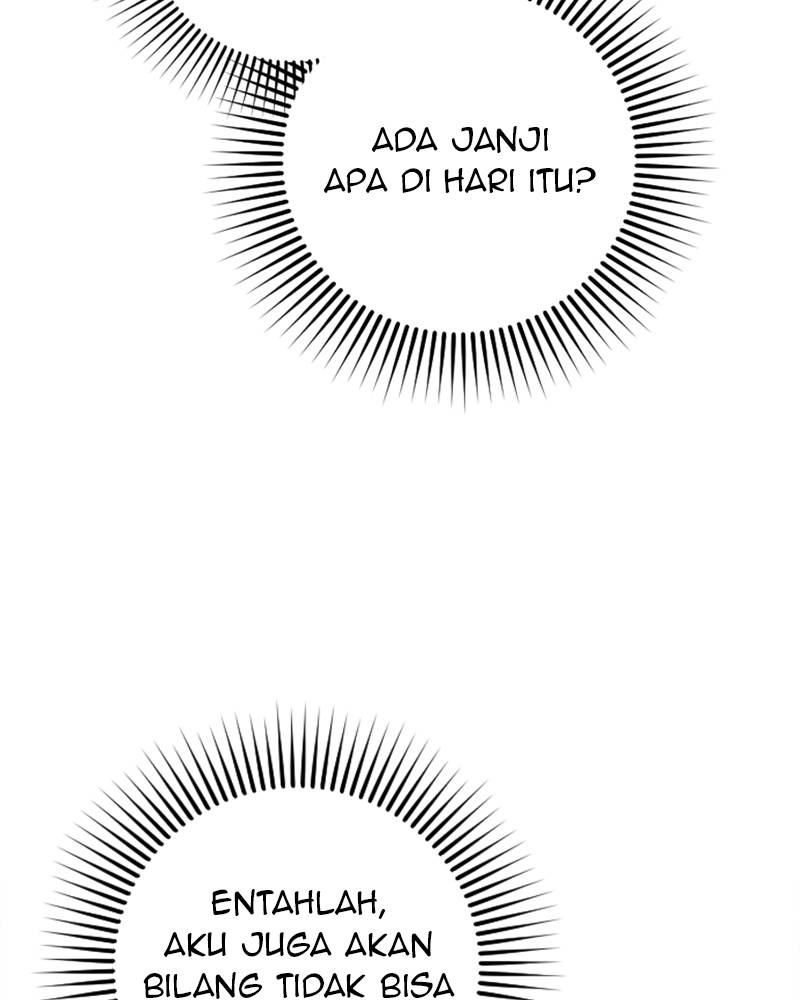 ADA JANJI
APA DI HARI ITU?
ENTAHLAH,
AKU JUGA AKAN
BILANG TIDAK BISA